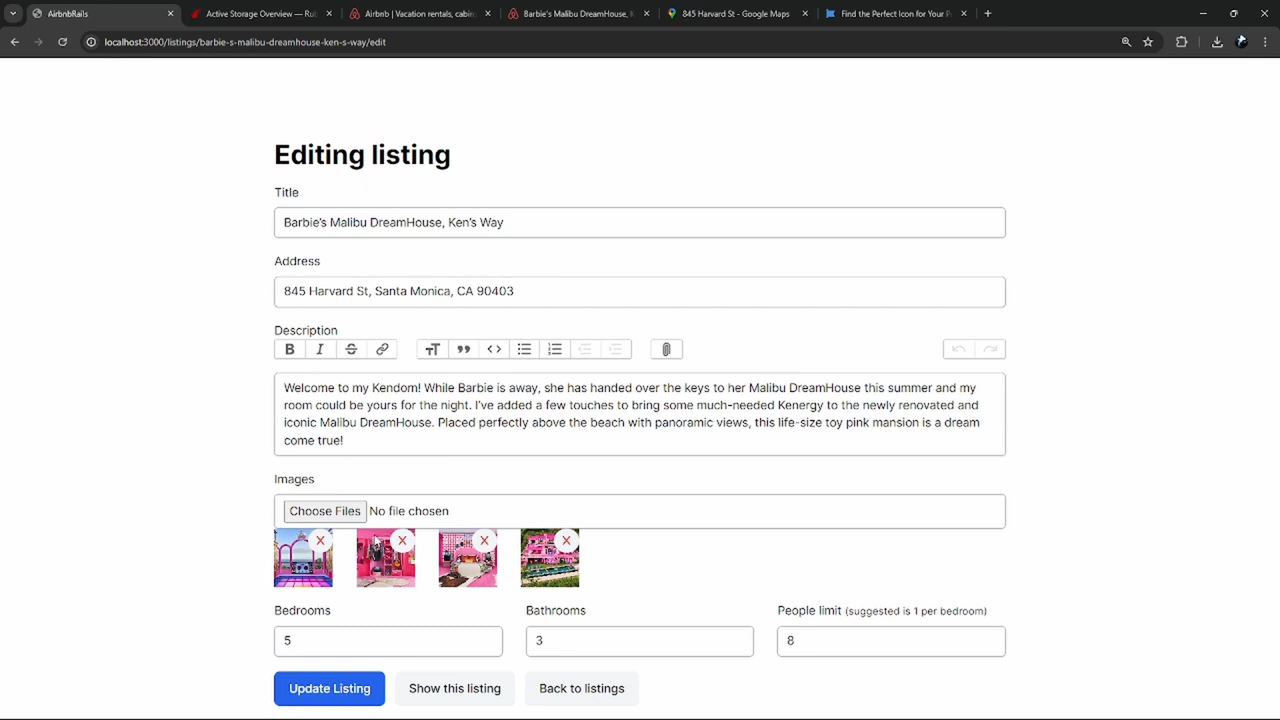 AirbnbRails
Active Storage Overview — Ru
Airbnb | Vacation rentals, cabin
Barbie's Malibu DreamHouse, K
845 Harvard St - Google Maps
Find the Perfect Icon for Your P
localhost:3000/listings/barbie-s-malibu-dreamhouse-ken-s-way/edit
Editing listing
Title
Barbie's Malibu DreamHouse, Ken's Way
Address
845 Harvard St, Santa Monica, CA 90403
Description
Welcome to my Kendom! While Barbie is away, she has handed over the keys to her Malibu DreamHouse this summer and my
room could be yours for the night. I've added a few touches to bring some much-needed Kenergy to the newly renovated and
iconic Malibu DreamHouse. Placed perfectly above the beach with panoramic views, this life-size toy pink mansion is a dream
come true!
Images
Choose Files No file chosen
X X X X
Bedrooms Bathrooms People limit (suggested is 1 per bedroom)
5 3 8
Update Listing Show this listing Back to listings